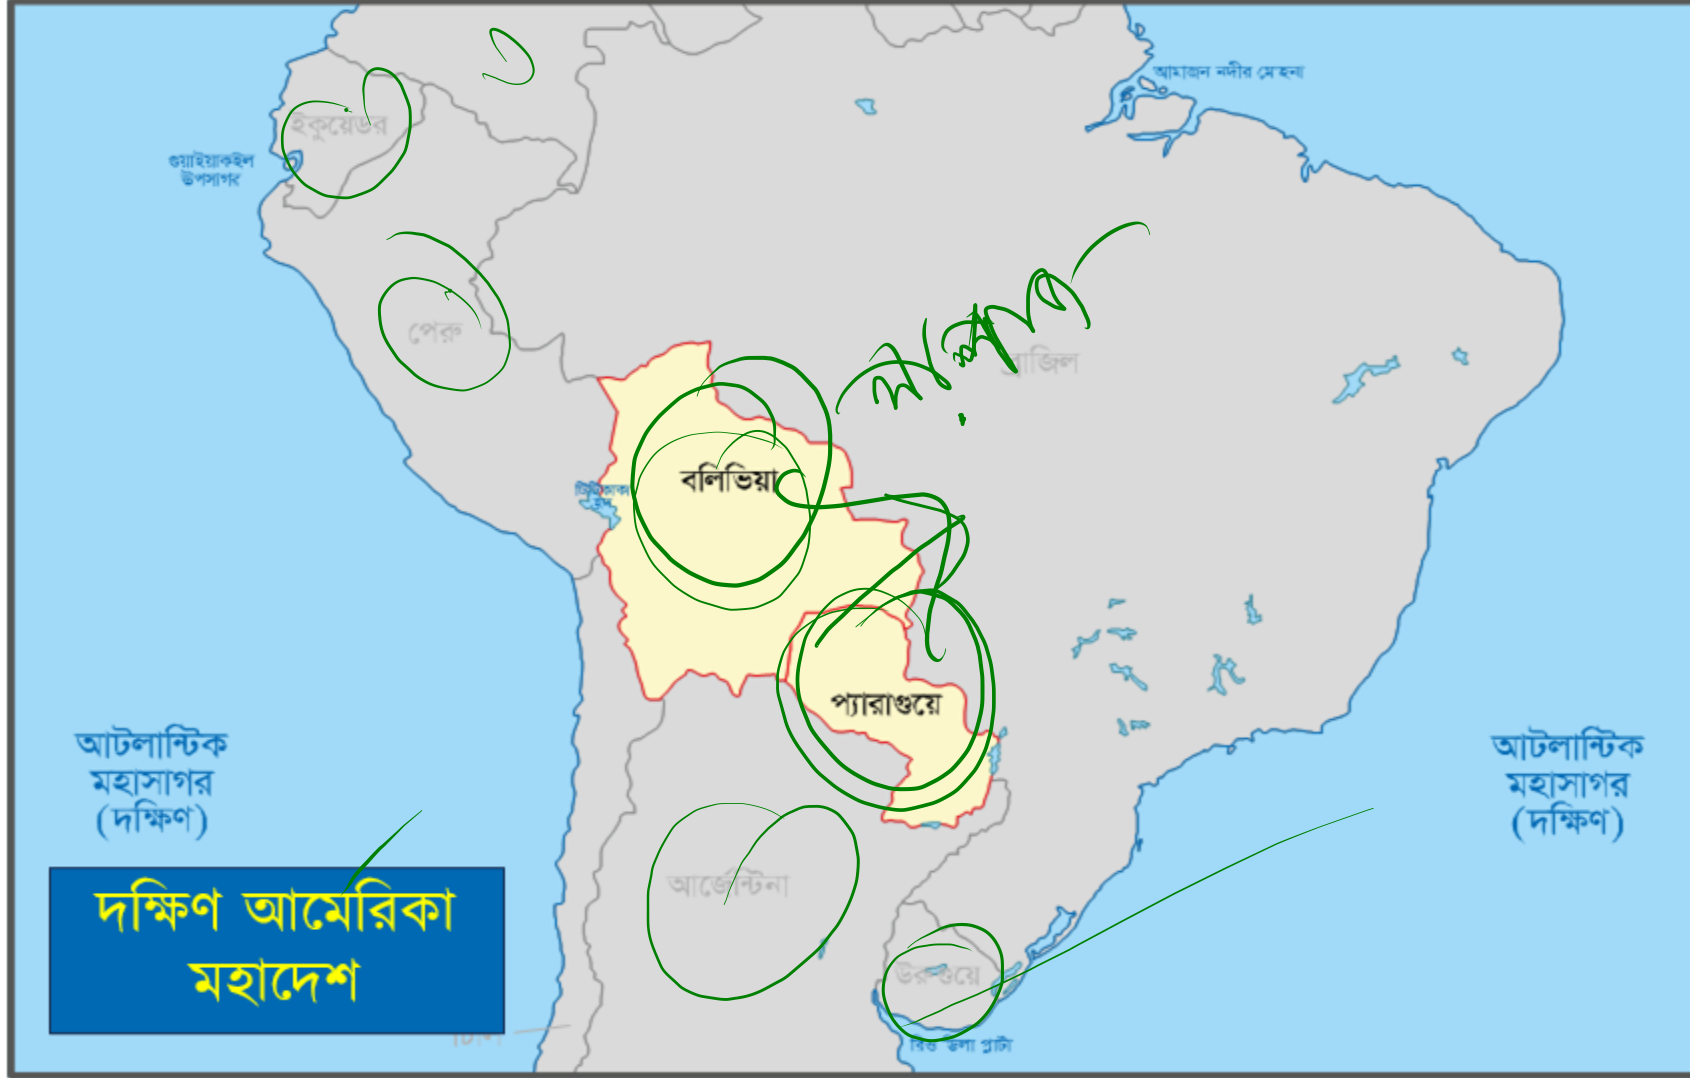 আমাজন নদীর মোহনা
ইকুয়েডর
গুয়াইয়াকইল
উপসাগর
পেরু
ব্রাজিল
বলিভিয়া
প্যারাগুয়ে
আটলান্টিক
মহাসাগর
(দক্ষিণ)
আটলান্টিক
মহাসাগর
(দক্ষিণ)
আর্জেন্টিনা
দক্ষিণ আমেরিকা
মহাদেশ
উরুগুয়ে